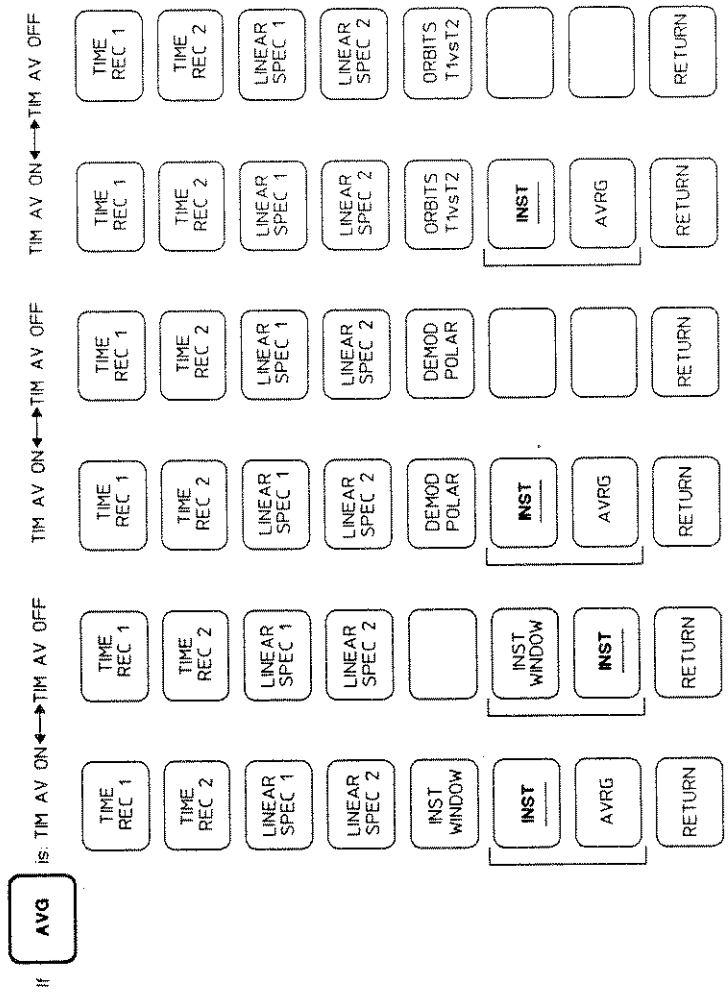 If AVG is: TIM AV ON ↔ TIM AV OFF
TIM AV ON ↔ TIM AV OFF
TIM AV ON ↔ TIM AV OFF
TIME
REC 1
TIME
REC 2
LINEAR
SPEC 1
LINEAR
SPEC 2
INST
WINDOW
INST
AVRG
RETURN
TIME
REC 1
TIME
REC 2
LINEAR
SPEC 1
LINEAR
SPEC 2
INST
WINDOW
INST
RETURN
TIME
REC 1
TIME
REC 2
LINEAR
SPEC 1
LINEAR
SPEC 2
DEMOD
POLAR
INST
AVRG
RETURN
TIME
REC 1
TIME
REC 2
LINEAR
SPEC 1
LINEAR
SPEC 2
DEMOD
POLAR
RETURN
TIME
REC 1
TIME
REC 2
LINEAR
SPEC 1
LINEAR
SPEC 2
ORBITS
T1vsT2
INST
AVRG
RETURN
TIME
REC 1
TIME
REC 2
LINEAR
SPEC 1
LINEAR
SPEC 2
ORBITS
T1vsT2
RETURN